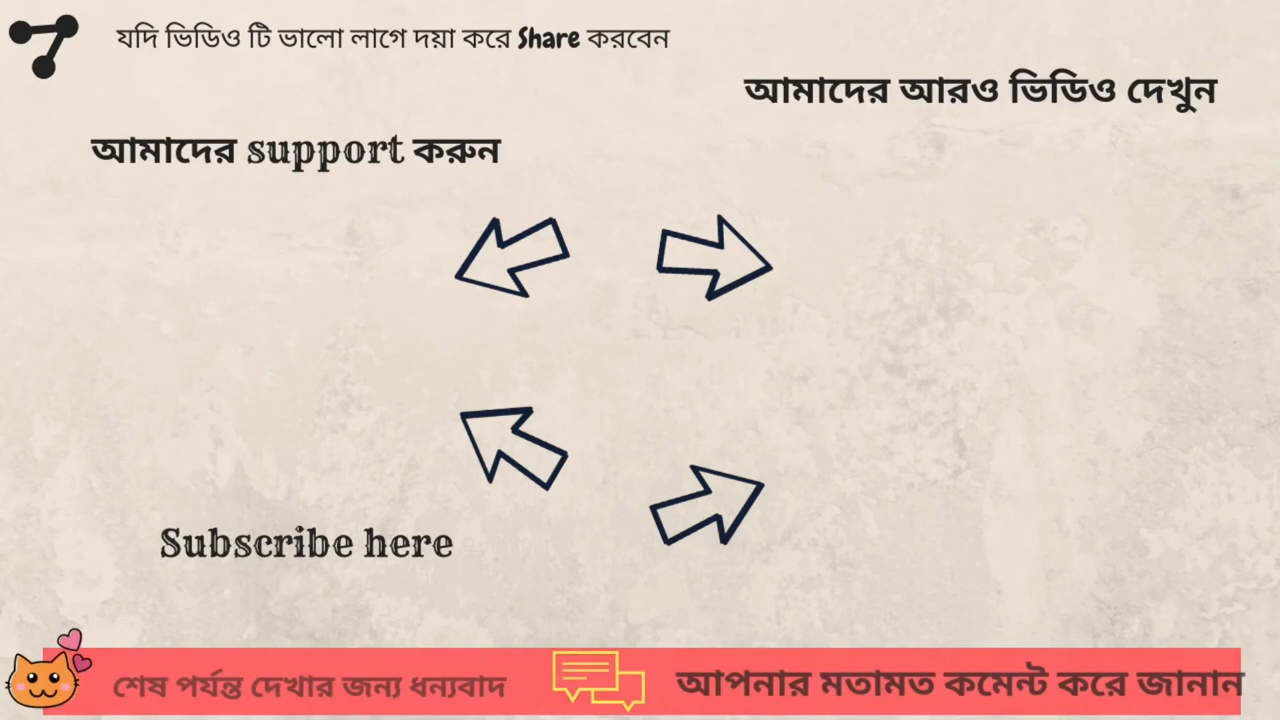 যদি ভিডিও টি ভালো লাগে দয়া করে Share করবেন
আমাদের আরও ভিডিও দেখুন
আমাদের support করুন
Subscribe here
শেষ পর্যন্ত দেখার জন্য ধন্যবাদ
আপনার মতামত কমেন্ট করে জানান